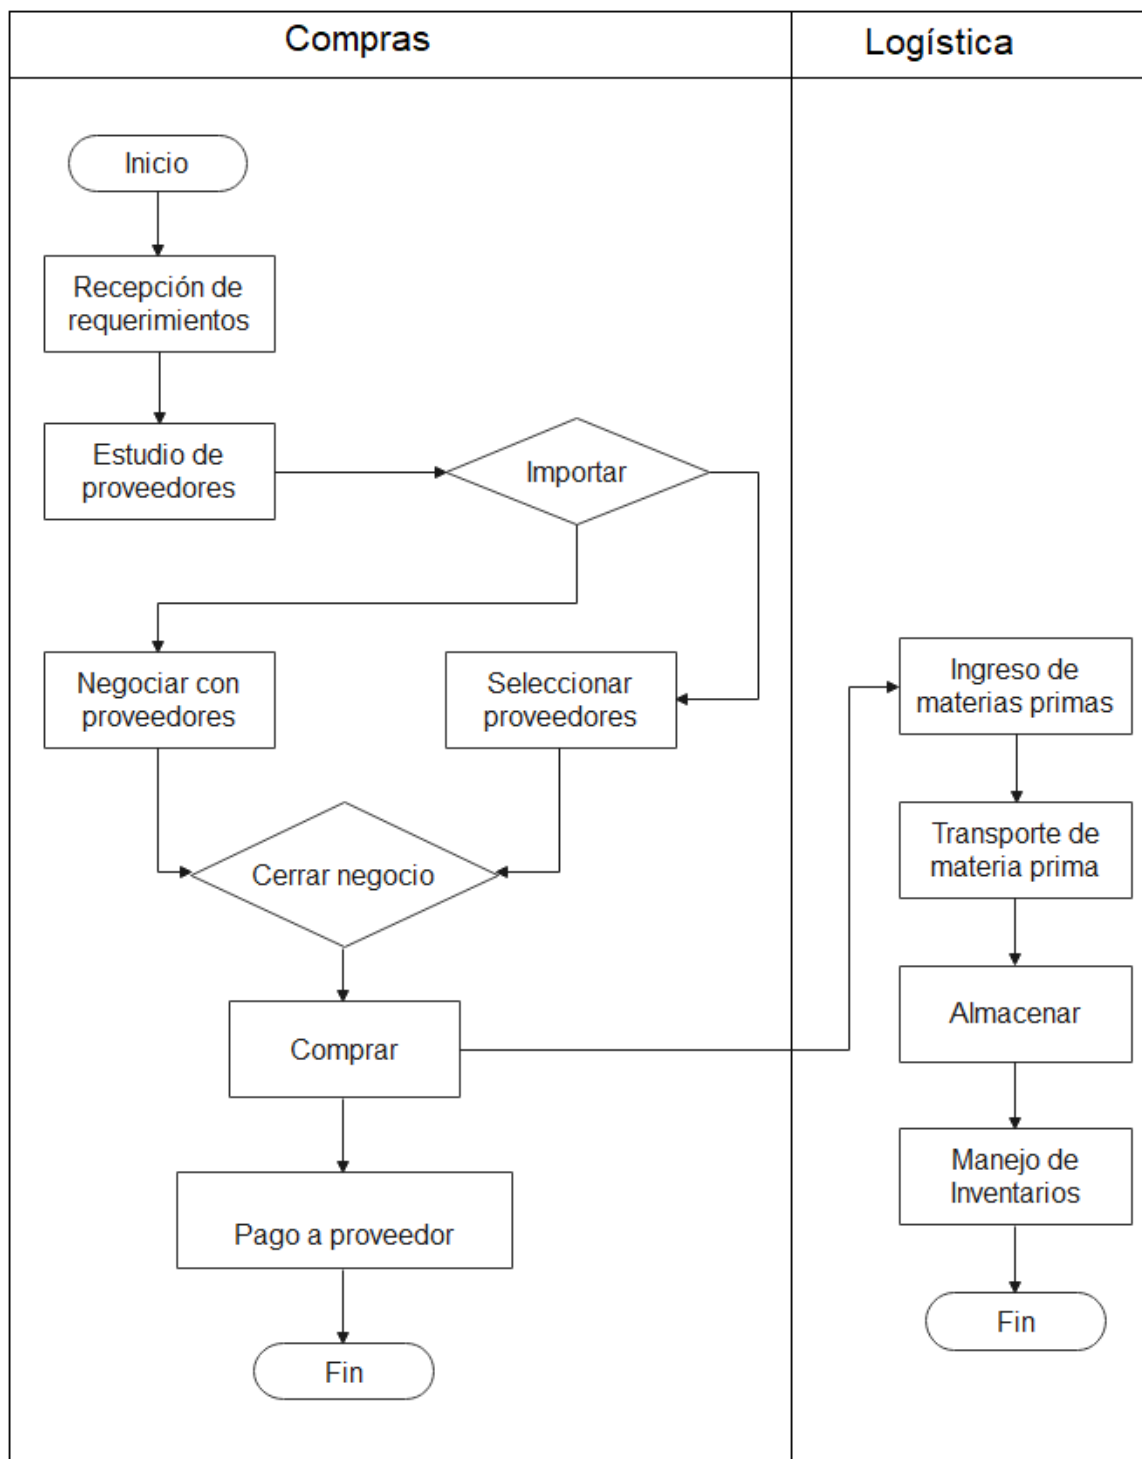 Compras
Logística
Inicio
Recepción de
requerimientos
Estudio de
proveedores
Importar
Negociar con
proveedores
Seleccionar
proveedores
Cerrar negocio
Comprar
Pago a proveedor
Fin
Ingreso de
materias primas
Transporte de
materia prima
Almacenar
Manejo de
Inventarios
Fin